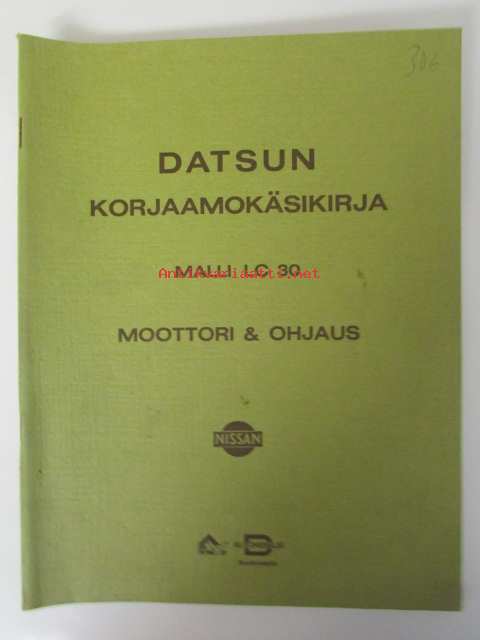 306
DATSUN
KORJAAMOKÄSIKIRJA
MALLI LC 30
MOOTTORI & OHJAUS
NISSAN